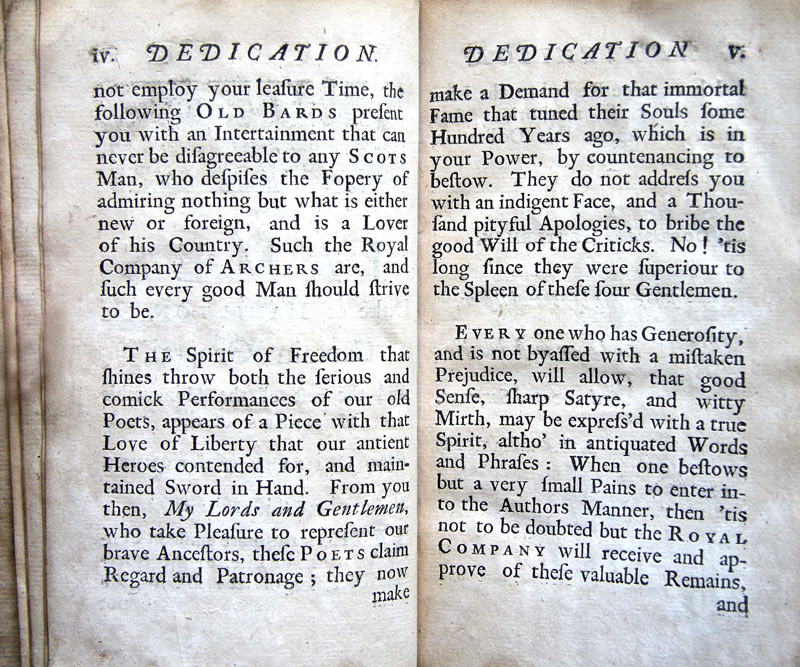 iv. DEDICATION.
not employ your leaſure Time, the
following OLD BARDS preſent
you with an Intertainment that can
never be diſagreeable to any SCOTS
Man, who deſpiſes the Fopery of
admiring nothing but what is either
new or foreign, and is a Lover
of his Country. Such the Royal
Company of ARCHERS are, and
ſuch every good Man ſhould ſtrive
to be.
THE Spirit of Freedom that
ſhines throw both the ſerious and
comick Performances of our old
Poets, appears of a Piece with that
Love of Liberty that our antient
Heroes contended for, and main-
tained Sword in Hand. From you
then, My Lords and Gentlemen,
who take Pleaſure to repreſent our
brave Anceſtors, theſe POETS claim
Regard and Patronage; they now
make
DEDICATION v.
make a Demand for that immortal
Fame that tuned their Souls ſome
Hundred Years ago, which is in
your Power, by countenancing to
beſtow. They do not addreſs you
with an indigent Face, and a Thou-
ſand pityful Apologies, to bribe the
good Will of the Criticks. No! 'tis
long ſince they were ſuperiour to
the Spleen of theſe ſour Gentlemen.
EVERY one who has Generoſity,
and is not byaſſed with a miſtaken
Prejudice, will allow, that good
Senſe, ſharp Satyre, and witty
Mirth, may be expreſs'd with a true
Spirit, altho' in antiquated Words
and Phraſes: When one beſtows
but a very ſmall Pains to enter in-
to the Authors Manner, then 'tis
not to be doubted but the ROYAL
COMPANY will receive and ap-
prove of theſe valuable Remains,
and